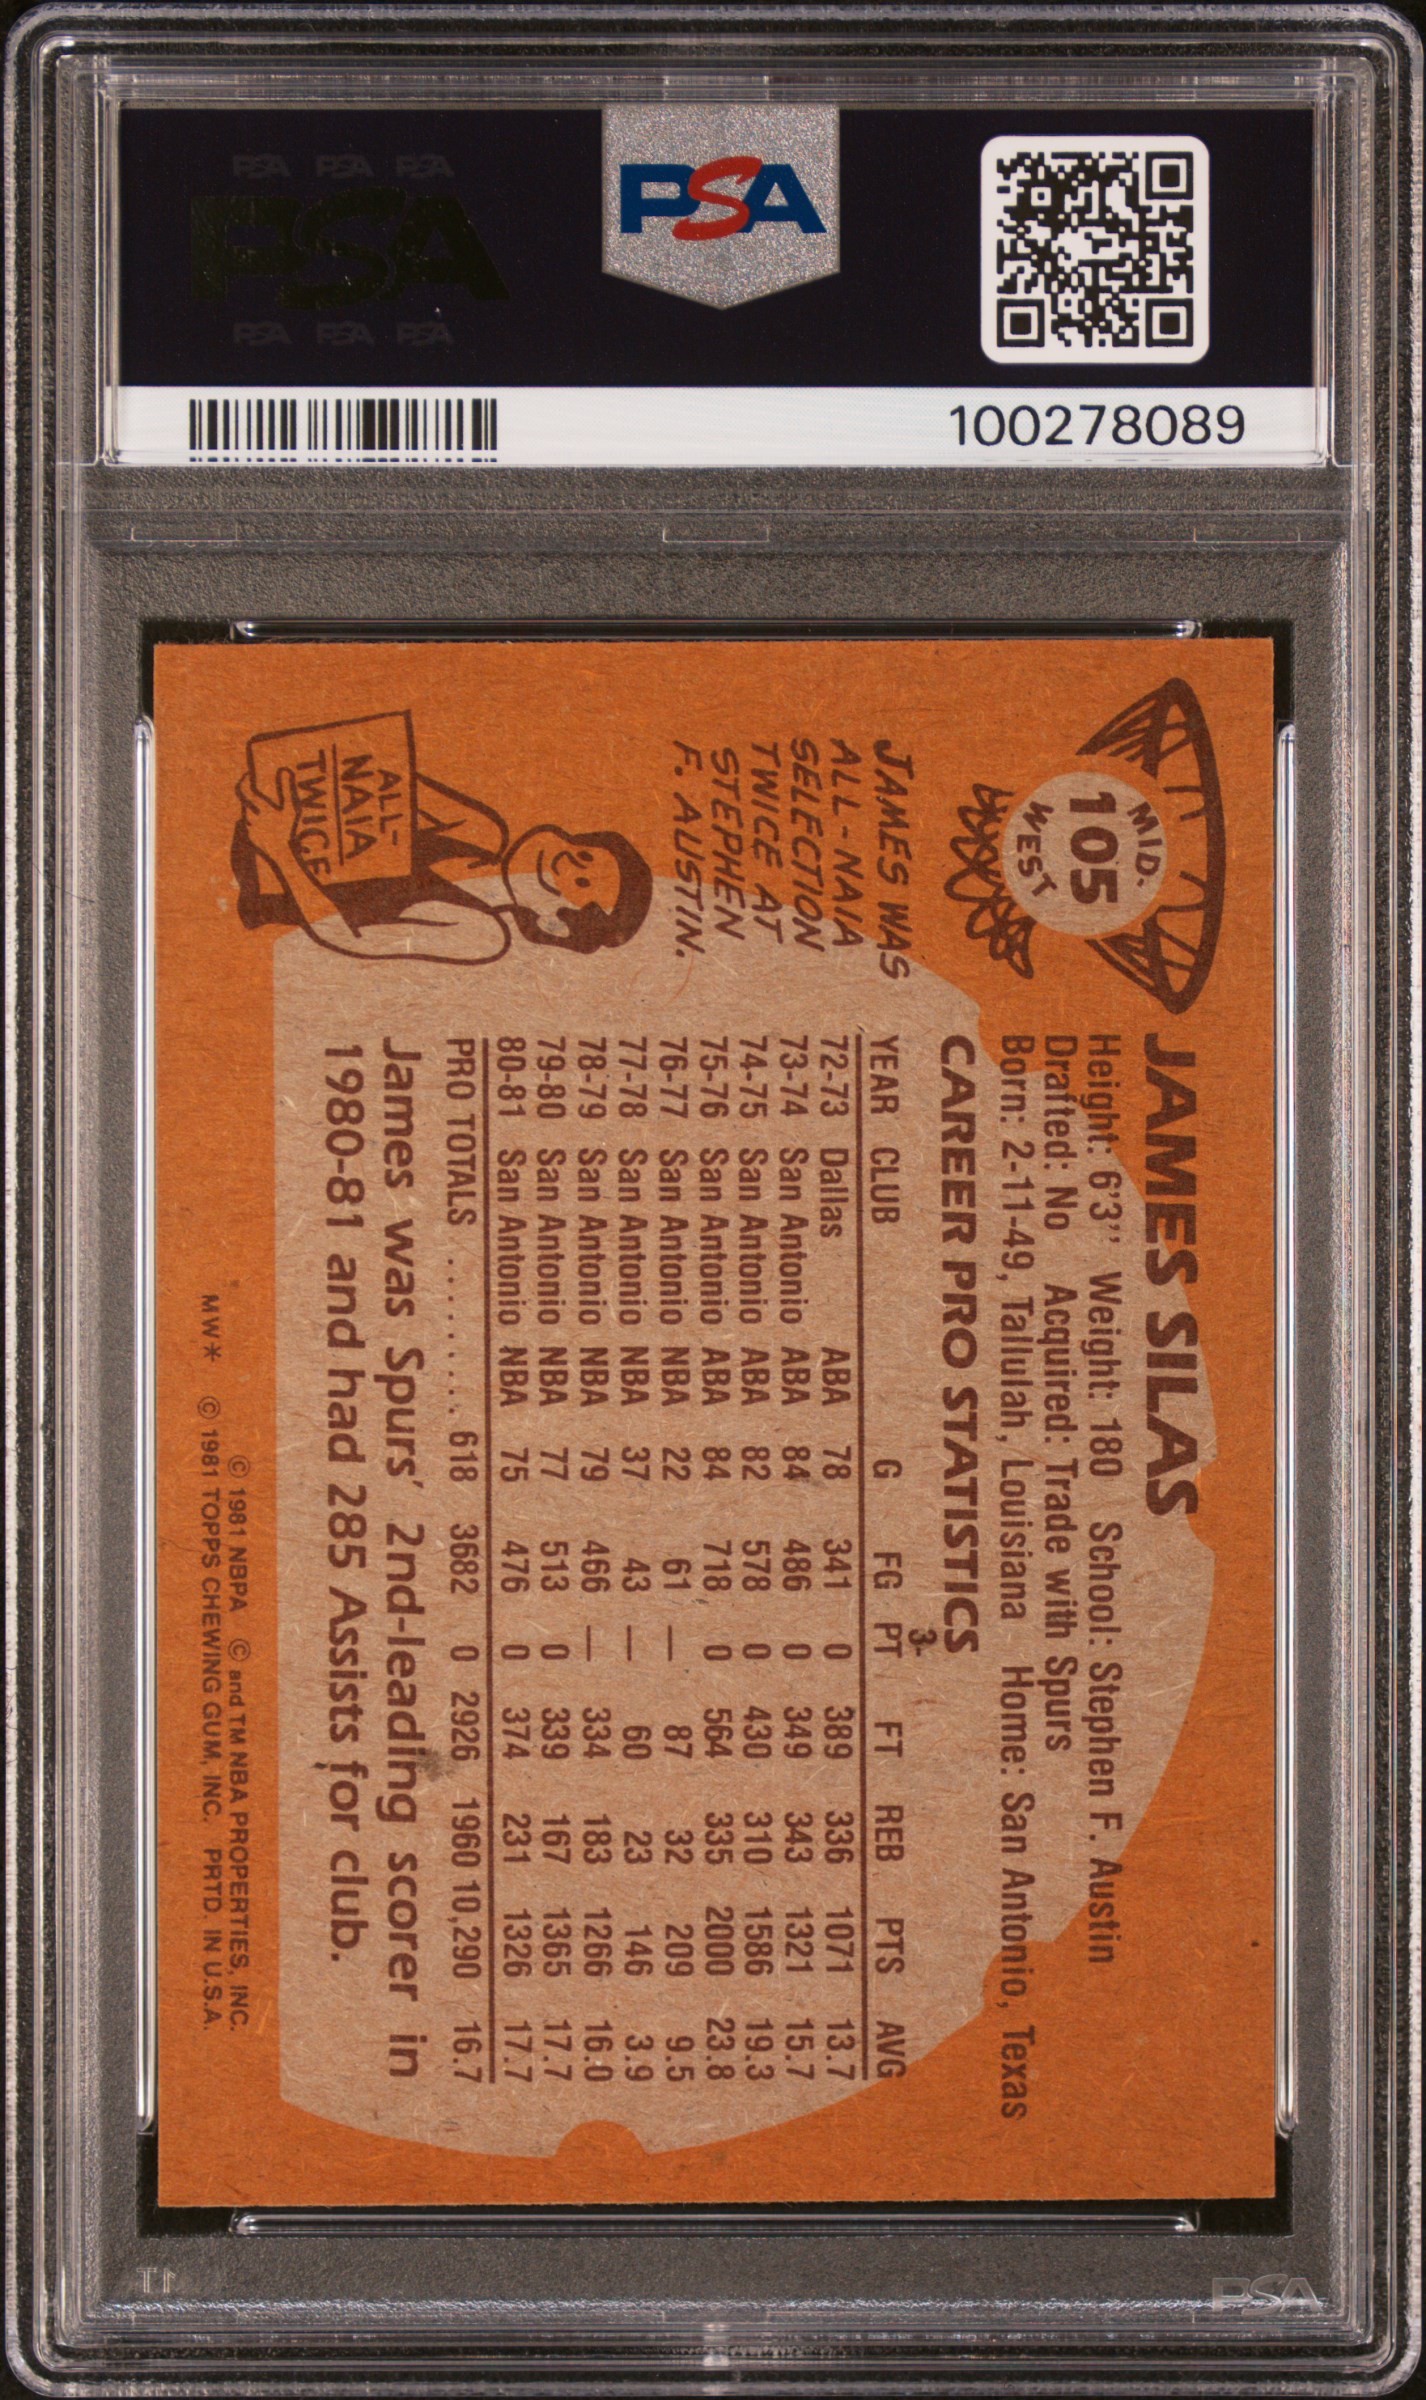 PSA PSA PSA
PSA
PSA PSA PSA
PSA
100278089
MID.
105
WEST
JAMES SILAS
Height: 6'3" Weight: 180 School: Stephen F. Austin
Drafted: No Acquired: Trade with Spurs
Born: 2-11-49, Tallulah, Louisiana Home: San Antonio, Texas
CAREER PRO STATISTICS
YEAR CLUB G FG 3-PT FT REB PTS AVG
72-73 Dallas ABA 78 341 0 389 336 1071 13.7
73-74 San Antonio ABA 84 486 0 349 343 1321 15.7
74-75 San Antonio ABA 82 578 0 430 310 1586 19.3
75-76 San Antonio ABA 84 718 0 564 335 2000 23.8
76-77 San Antonio NBA 22 61 — 87 32 209 9.5
77-78 San Antonio NBA 37 43 — 60 23 146 3.9
78-79 San Antonio NBA 79 466 — 334 183 1266 16.0
79-80 San Antonio NBA 77 513 0 339 167 1365 17.7
80-81 San Antonio NBA 75 476 0 374 231 1326 17.7
PRO TOTALS ........ 618 3682 0 2926 1960 10,290 16.7
James was Spurs' 2nd-leading scorer in
1980-81 and had 285 Assists for club.
JAMES WAS
ALL-NAIA
SELECTION
TWICE AT
STEPHEN
F. AUSTIN.
ALL-
NAIA
TWICE
© 1981 NBPA © and TM NBA PROPERTIES, INC.
MW* © 1981 TOPPS CHEWING GUM, INC. PRTD. IN U.S.A.
PSA